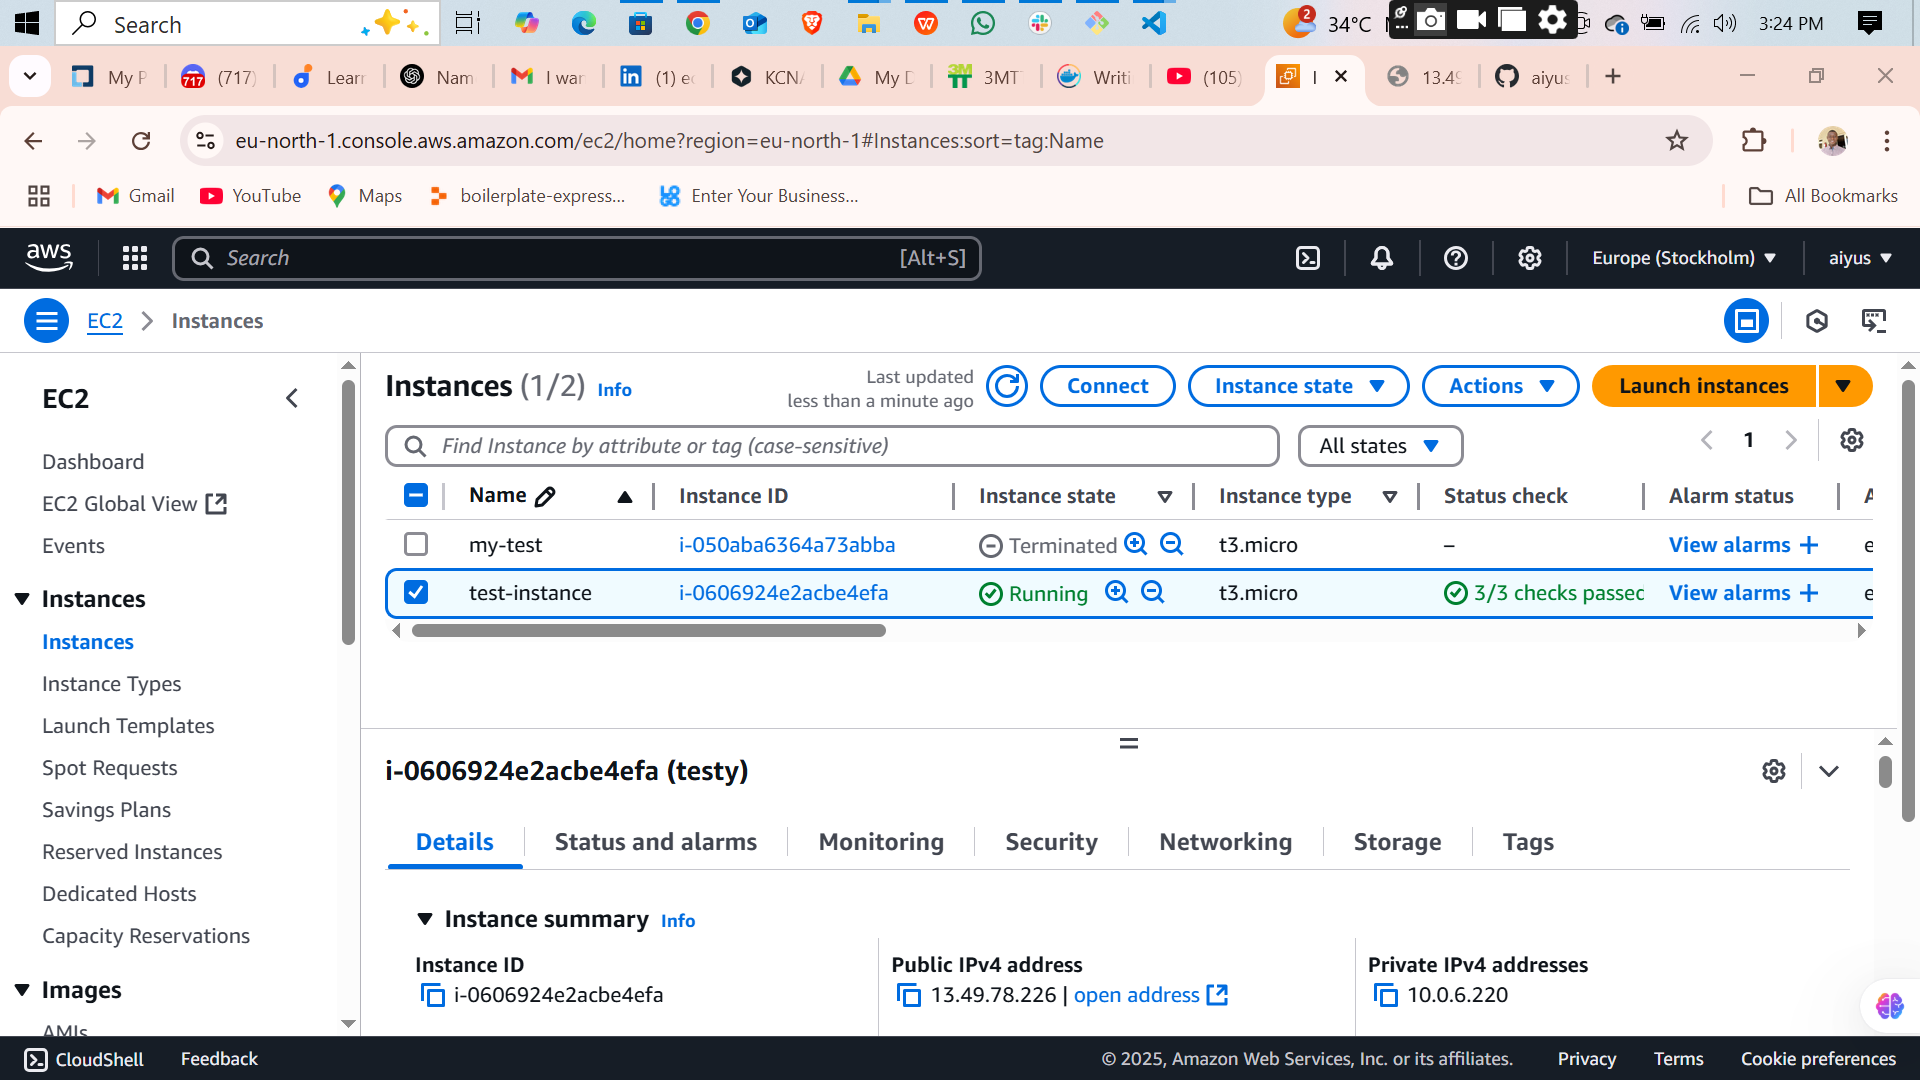 Search
2
34°C
3:24 PM
My P
717
(717)
Lear
Nam
I war
(1) ec
KCNA
My D
3MT
Writi
(105)
13.49
aiyus
eu-north-1.console.aws.amazon.com/ec2/home?region=eu-north-1#Instances:sort=tag:Name
Gmail
YouTube
Maps
boilerplate-express...
Enter Your Business...
All Bookmarks
aws
Search
[Alt+S]
Europe (Stockholm)
aiyus
EC2
Instances
EC2
Dashboard
EC2 Global View
Events
Instances
Instances
Instance Types
Launch Templates
Spot Requests
Savings Plans
Reserved Instances
Dedicated Hosts
Capacity Reservations
Images
AMIs
Instances (1/2) Info
Last updated
less than a minute ago
Connect
Instance state
Actions
Launch instances
Find Instance by attribute or tag (case-sensitive)
All states
1
Name
Instance ID
Instance state
Instance type
Status check
Alarm status
my-test
i-050aba6364a73abba
Terminated
t3.micro
–
View alarms +
test-instance
i-0606924e2acbe4efa
Running
t3.micro
3/3 checks passed
View alarms +
i-0606924e2acbe4efa (testy)
Details
Status and alarms
Monitoring
Security
Networking
Storage
Tags
Instance summary Info
Instance ID
i-0606924e2acbe4efa
Public IPv4 address
13.49.78.226 | open address
Private IPv4 addresses
10.0.6.220
CloudShell
Feedback
© 2025, Amazon Web Services, Inc. or its affiliates.
Privacy
Terms
Cookie preferences